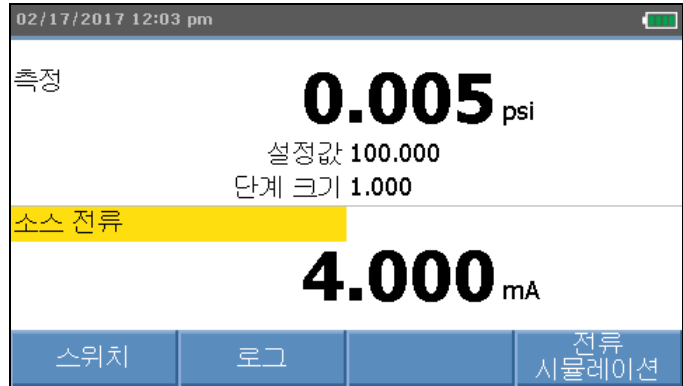 02/17/2017 12:03 pm
측정
0.005 psi
설정값 100.000
단계 크기 1.000
소스 전류
4.000 mA
스위치 로그 전류
시뮬레이션